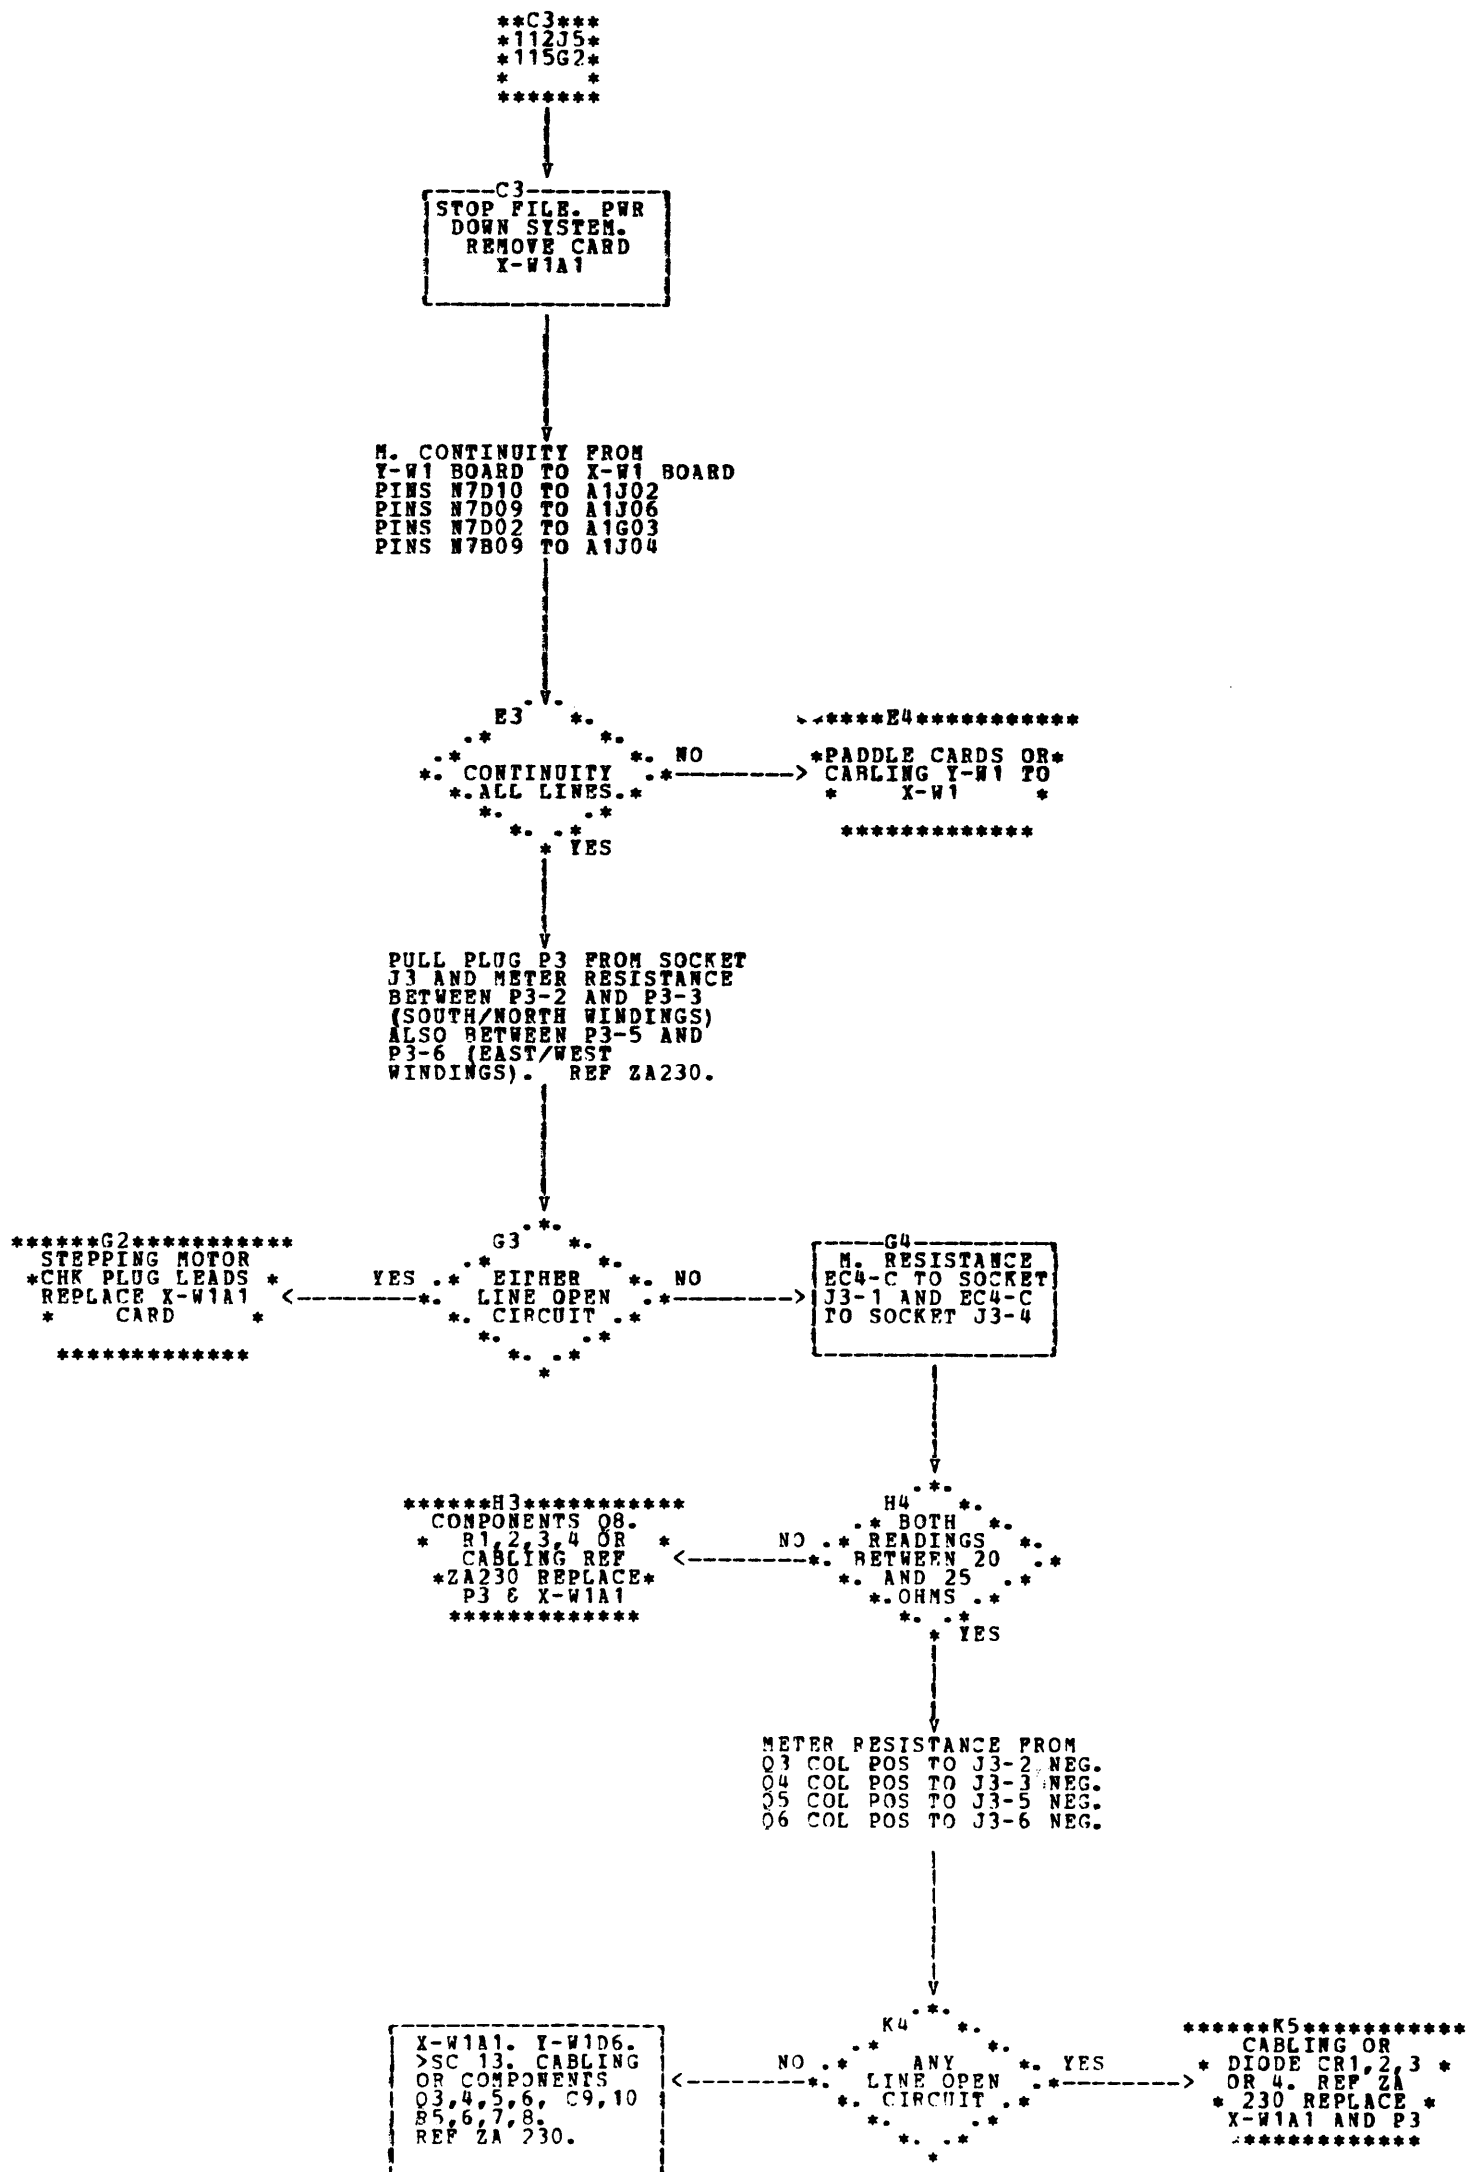 **C3***
*112J5*
*115G2*
*     *
*******
C3
STOP FILE. PWR
DOWN SYSTEM.
REMOVE CARD
X-W1A1
M. CONTINUITY FROM
Y-W1 BOARD TO X-W1 BOARD
PINS N7D10 TO A1J02
PINS N7D09 TO A1J06
PINS N7D02 TO A1G03
PINS N7B09 TO A1J04
E3
CONTINUITY
ALL LINES.
NO
YES
*****E4***********
*PADDLE CARDS OR*
CABLING Y-W1 TO
* X-W1 *
*************
PULL PLUG P3 FROM SOCKET
J3 AND METER RESISTANCE
BETWEEN P3-2 AND P3-3
(SOUTH/NORTH WINDINGS)
ALSO BETWEEN P3-5 AND
P3-6 (EAST/WEST
WINDINGS). REF ZA230.
******G2***********
STEPPING MOTOR
*CHK PLUG LEADS *
REPLACE X-W1A1
* CARD *
*************
YES
G3
EITHER
LINE OPEN
CIRCUIT
NO
G4
M. RESISTANCE
EC4-C TO SOCKET
J3-1 AND EC4-C
TO SOCKET J3-4
******H3***********
COMPONENTS Q8.
* R1,2,3,4 OR *
CABLING REF
*ZA230 REPLACE*
P3 & X-W1A1
*************
NO
H4
BOTH
READINGS
BETWEEN 20
AND 25
OHMS
YES
METER RESISTANCE FROM
Q3 COL POS TO J3-2 NEG.
Q4 COL POS TO J3-3 NEG.
Q5 COL POS TO J3-5 NEG.
Q6 COL POS TO J3-6 NEG.
X-W1A1. Y-W1D6.
>SC 13. CABLING
OR COMPONENTS
Q3,4,5,6, C9,10
R5,6,7,8.
REF ZA 230.
NO
K4
ANY
LINE OPEN
CIRCUIT
YES
******K5***********
CABLING OR
* DIODE CR1,2,3 *
OR 4. REF ZA
* 230 REPLACE *
X-W1A1 AND P3
*************